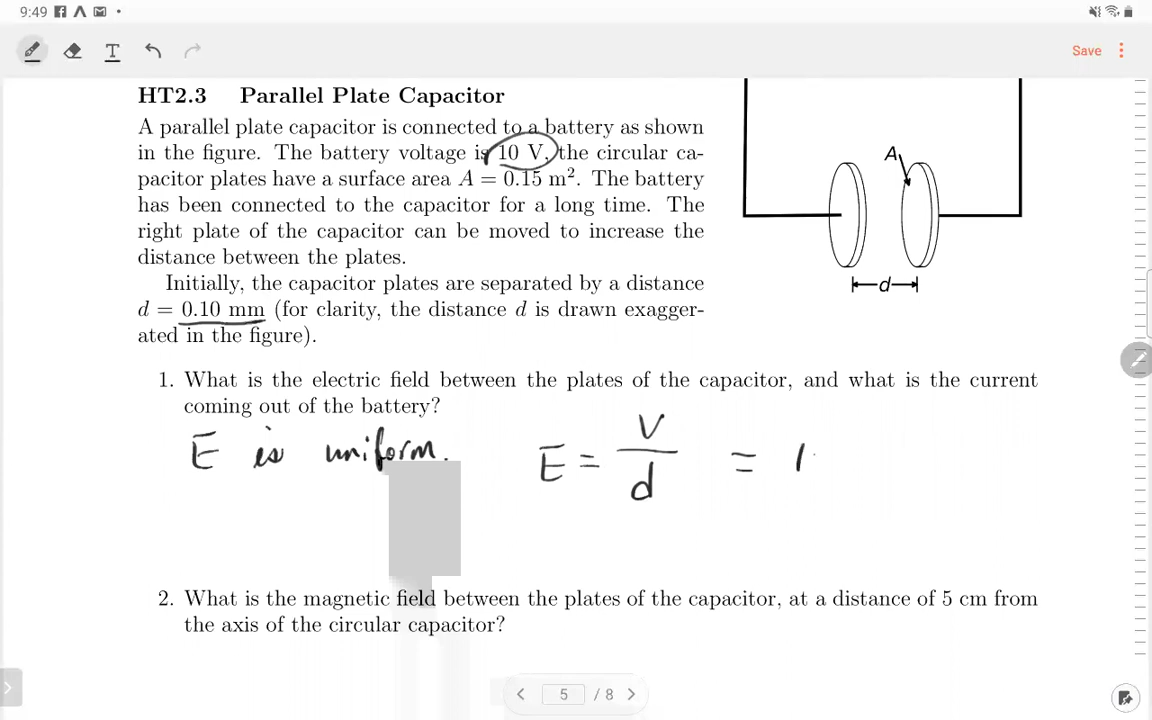 9:49
Save
HT2.3 Parallel Plate Capacitor
A parallel plate capacitor is connected to a battery as shown
in the figure. The battery voltage is 10 V, the circular ca-
pacitor plates have a surface area A = 0.15 m². The battery
has been connected to the capacitor for a long time. The
right plate of the capacitor can be moved to increase the
distance between the plates.
Initially, the capacitor plates are separated by a distance
d = 0.10 mm (for clarity, the distance d is drawn exagger-
ated in the figure).
A
d
1. What is the electric field between the plates of the capacitor, and what is the current
coming out of the battery?
E is uniform. E = V/d = 1
2. What is the magnetic field between the plates of the capacitor, at a distance of 5 cm from
the axis of the circular capacitor?
5 / 8